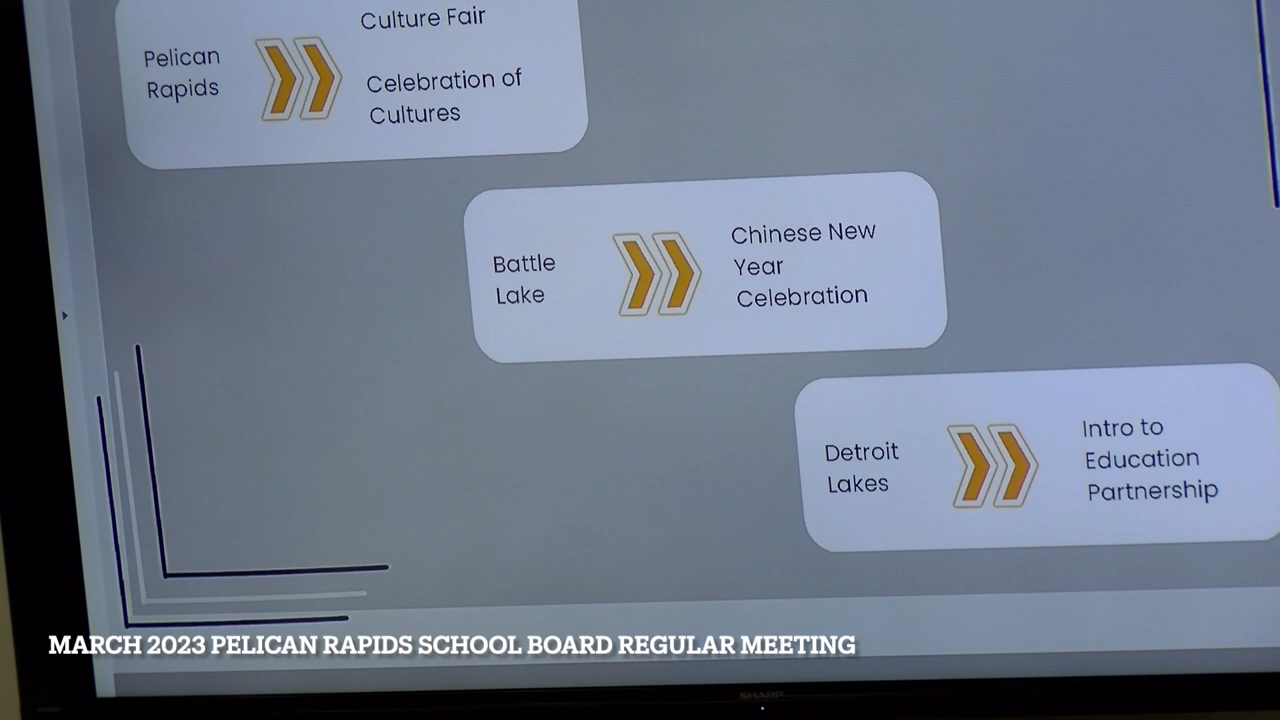 Culture Fair
Pelican
Rapids
Celebration of
Cultures
Battle
Lake
Chinese New
Year
Celebration
Detroit
Lakes
Intro to
Education
Partnership
MARCH 2023 PELICAN RAPIDS SCHOOL BOARD REGULAR MEETING
SHARP